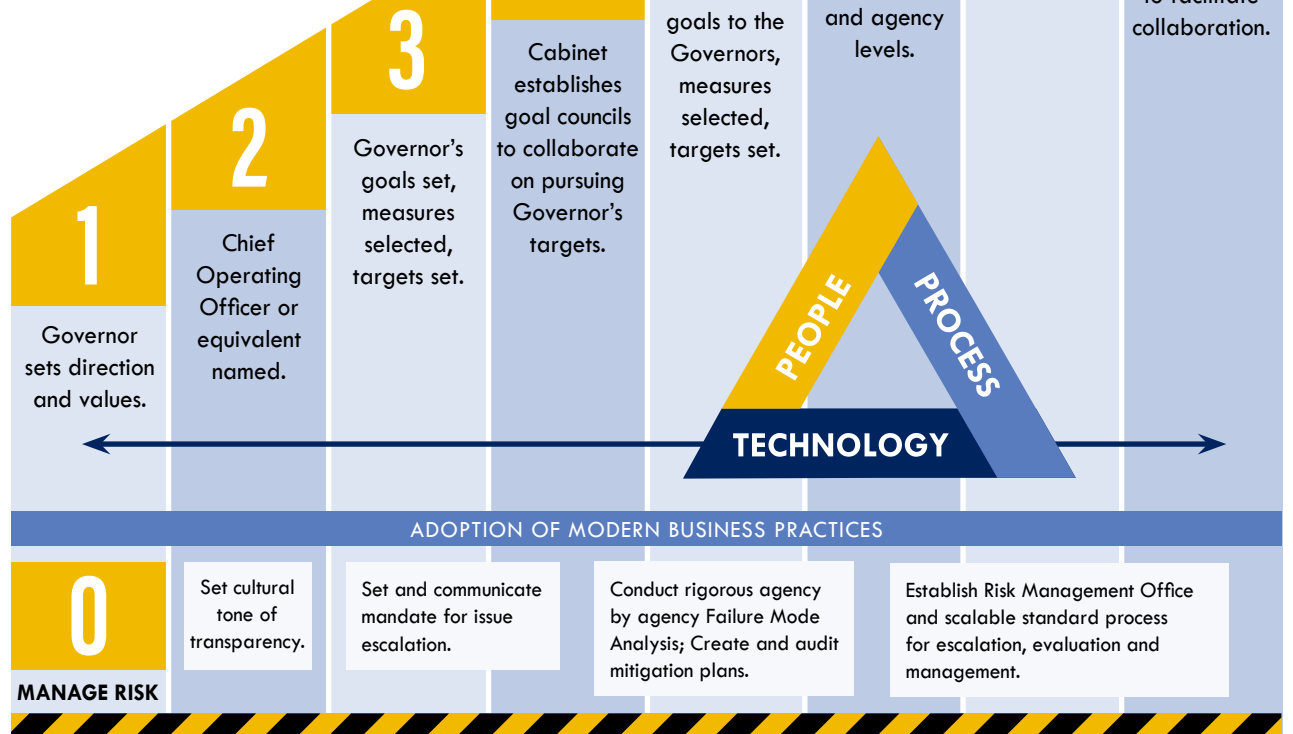 1
Governor
sets direction
and values.
2
Chief
Operating
Officer or
equivalent
named.
3
Governor's
goals set,
measures
selected,
targets set.
Cabinet
establishes
goal councils
to collaborate
on pursuing
Governor's
targets.
goals to the
Governors,
measures
selected,
targets set.
and agency
levels.
to facilitate
collaboration.
PEOPLE
PROCESS
TECHNOLOGY
ADOPTION OF MODERN BUSINESS PRACTICES
0
MANAGE RISK
Set cultural
tone of
transparency.
Set and communicate
mandate for issue
escalation.
Conduct rigorous agency
by agency Failure Mode
Analysis; Create and audit
mitigation plans.
Establish Risk Management Office
and scalable standard process
for escalation, evaluation and
management.